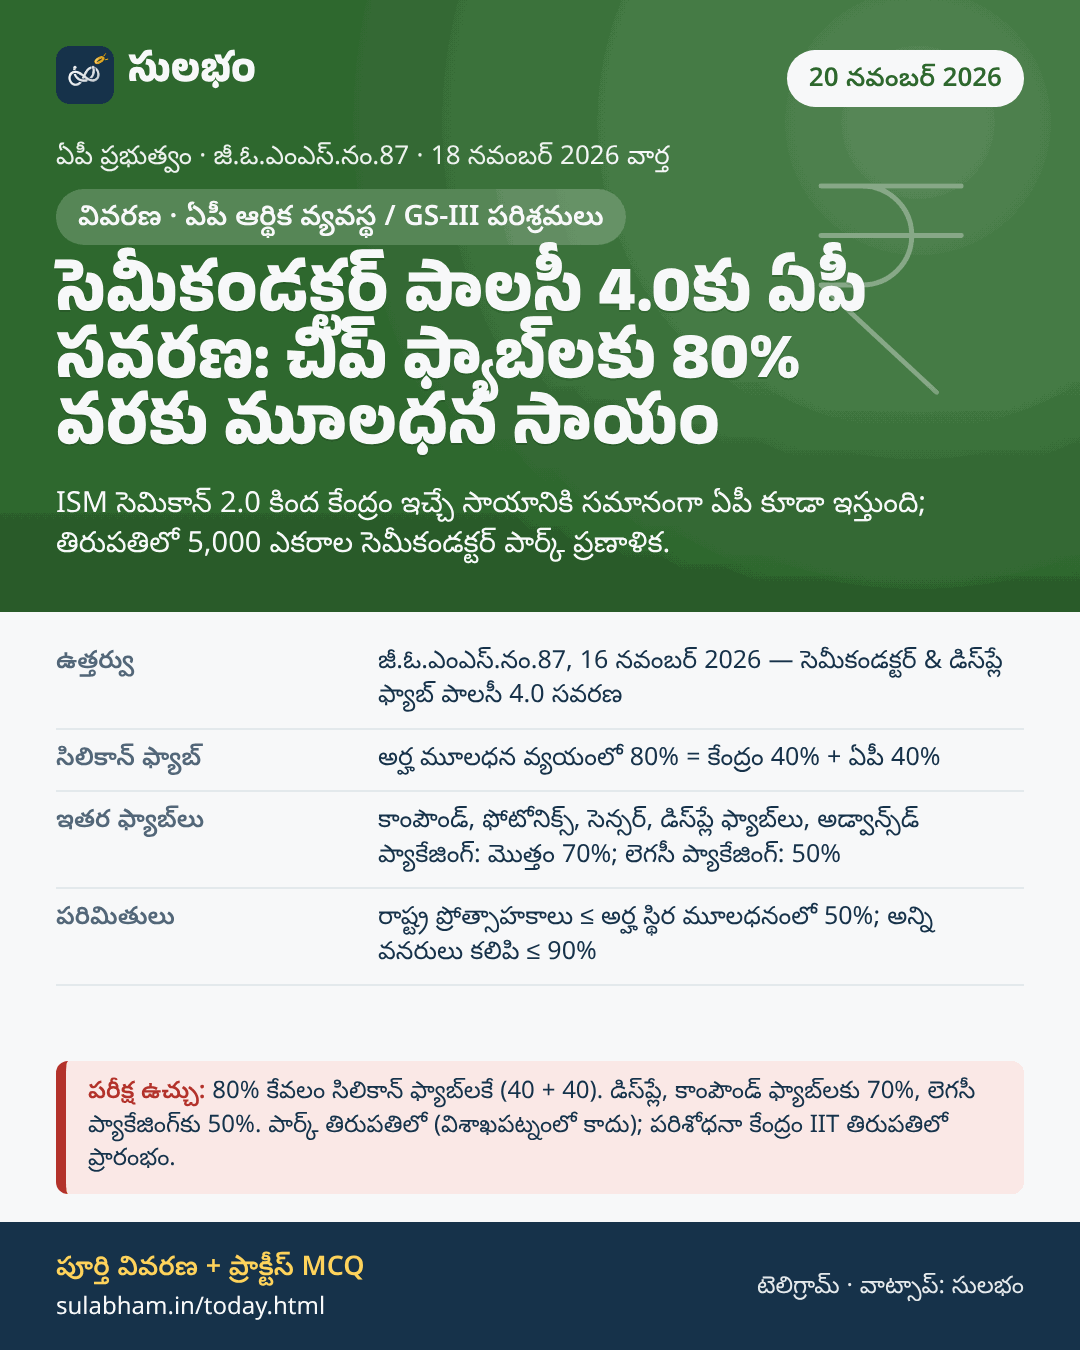 సులభం
20 నవంబర్ 2026
ఏపీ ప్రభుత్వం · జీ.ఓ.ఎంఎస్.నం.87 · 18 నవంబర్ 2026 వార్త
వివరణ · ఏపీ ఆర్థిక వ్యవస్థ / GS-III పరిశ్రమలు
సెమీకండక్టర్ పాలసీ 4.0కు ఏపీ
సవరణ: చిప్ ఫ్యాబ్‌లకు 80%
వరకు మూలధన సాయం
ISM సెమికాన్ 2.0 కింద కేంద్రం ఇచ్చే సాయానికి సమానంగా ఏపీ కూడా ఇస్తుంది;
తిరుపతిలో 5,000 ఎకరాల సెమీకండక్టర్ పార్క్ ప్రణాళిక.
ఉత్తర్వు
జీ.ఓ.ఎంఎస్.నం.87, 16 నవంబర్ 2026 — సెమీకండక్టర్ & డిస్‌ప్లే
ఫ్యాబ్ పాలసీ 4.0 సవరణ
సిలికాన్ ఫ్యాబ్
అర్హ మూలధన వ్యయంలో 80% = కేంద్రం 40% + ఏపీ 40%
ఇతర ఫ్యాబ్‌లు
కాంపౌండ్, ఫోటోనిక్స్, సెన్సర్, డిస్‌ప్లే ఫ్యాబ్‌లు, అడ్వాన్స్‌డ్
ప్యాకేజింగ్: మొత్తం 70%; లెగసీ ప్యాకేజింగ్: 50%
పరిమితులు
రాష్ట్ర ప్రోత్సాహకాలు ≤ అర్హ స్థిర మూలధనంలో 50%; అన్ని
వనరులు కలిపి ≤ 90%
పరీక్ష ఉచ్చు: 80% కేవలం సిలికాన్ ఫ్యాబ్‌లకే (40 + 40). డిస్‌ప్లే, కాంపౌండ్ ఫ్యాబ్‌లకు 70%, లెగసీ
ప్యాకేజింగ్‌కు 50%. పార్క్ తిరుపతిలో (విశాఖపట్నంలో కాదు); పరిశోధనా కేంద్రం IIT తిరుపతిలో
ప్రారంభం.
పూర్తి వివరణ + ప్రాక్టీస్ MCQ
sulabham.in/today.html
టెలిగ్రామ్ · వాట్సాప్: సులభం